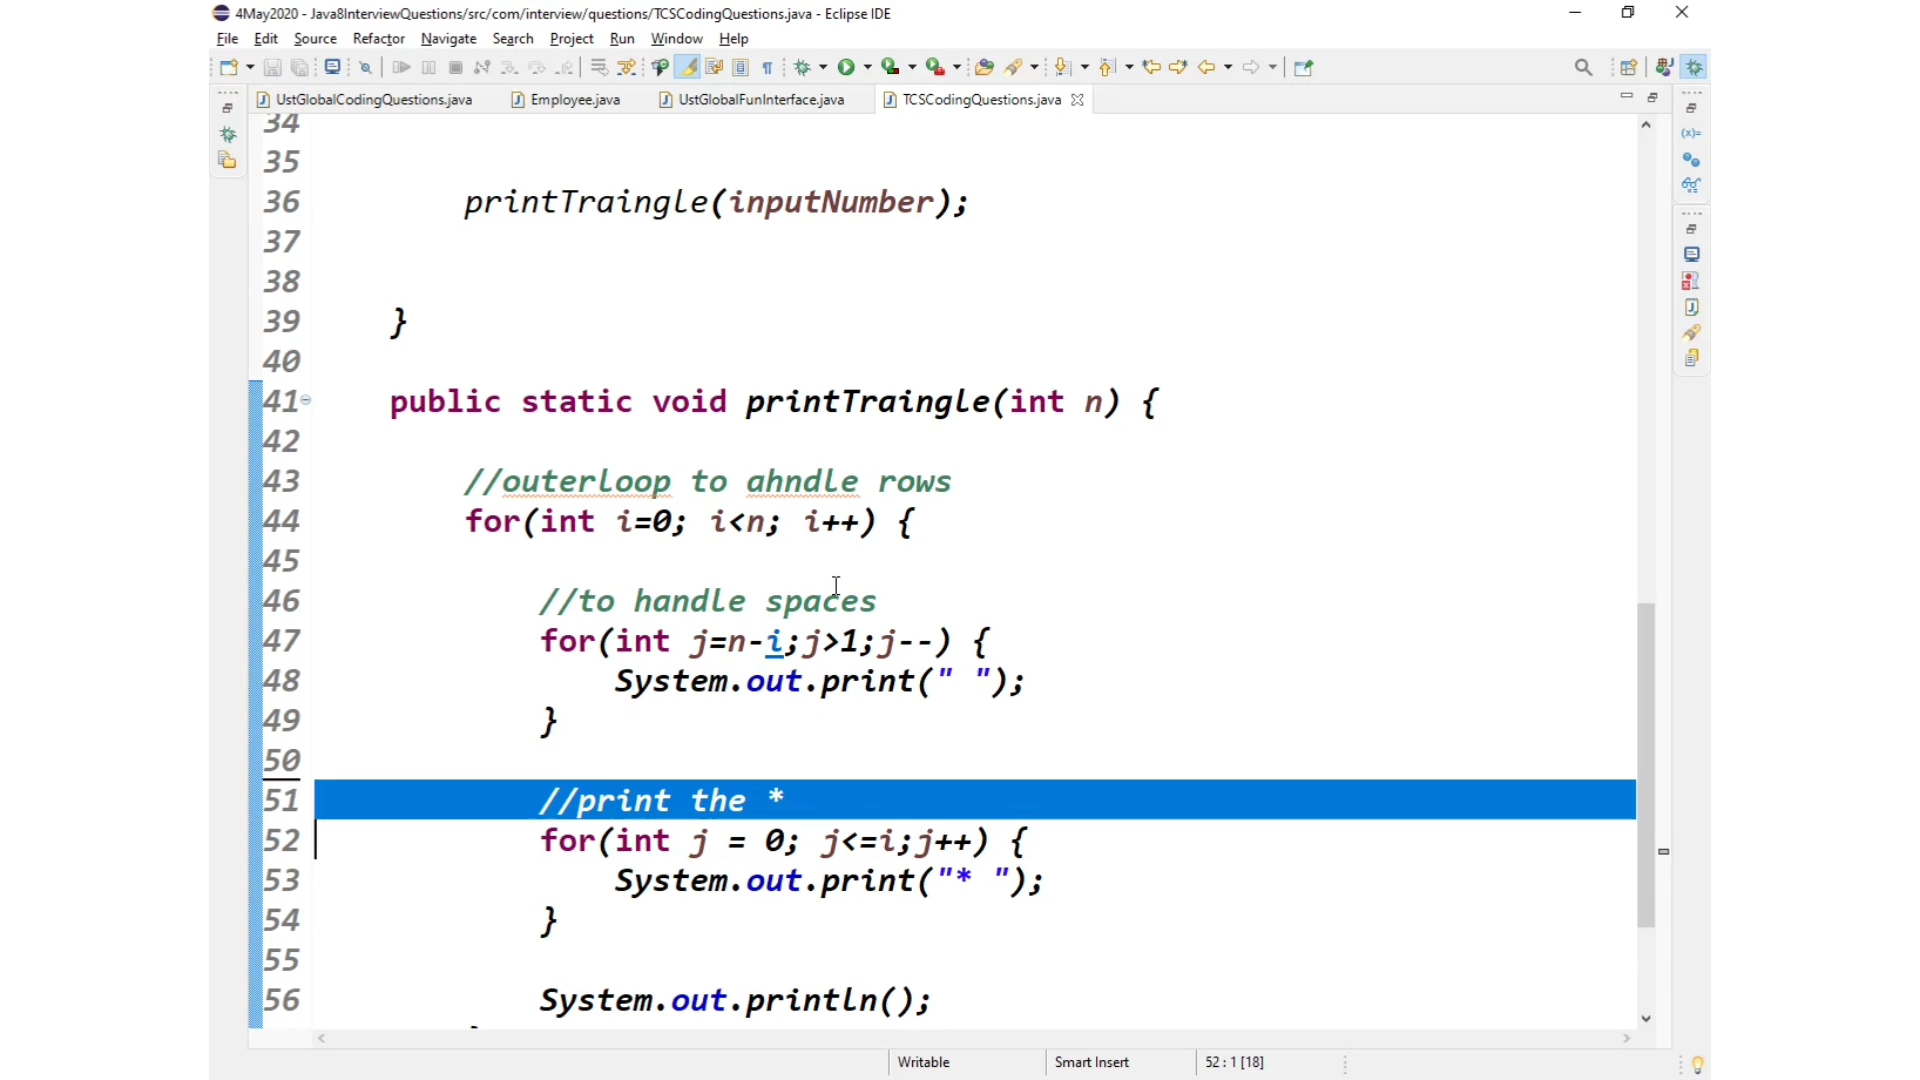 4May2020 - Java8InterviewQuestions/src/com/interview/questions/TCSCodingQuestions.java - Eclipse IDE
File Edit Source Refactor Navigate Search Project Run Window Help
UstGlobalCodingQuestions.java Employee.java UstGlobalFunInterface.java TCSCodingQuestions.java
34
35
36 printTraingle(inputNumber);
37
38
39 }
40
41 public static void printTraingle(int n) {
42
43 //outerloop to ahndle rows
44 for(int i=0; i<n; i++) {
45
46 //to handle spaces
47 for(int j=n-i;j>1;j--) {
48 System.out.print(" ");
49 }
50
51 //print the *
52 for(int j = 0; j<=i;j++) {
53 System.out.print("* ");
54 }
55
56 System.out.println();
Writable Smart Insert 52 : 1 [18]